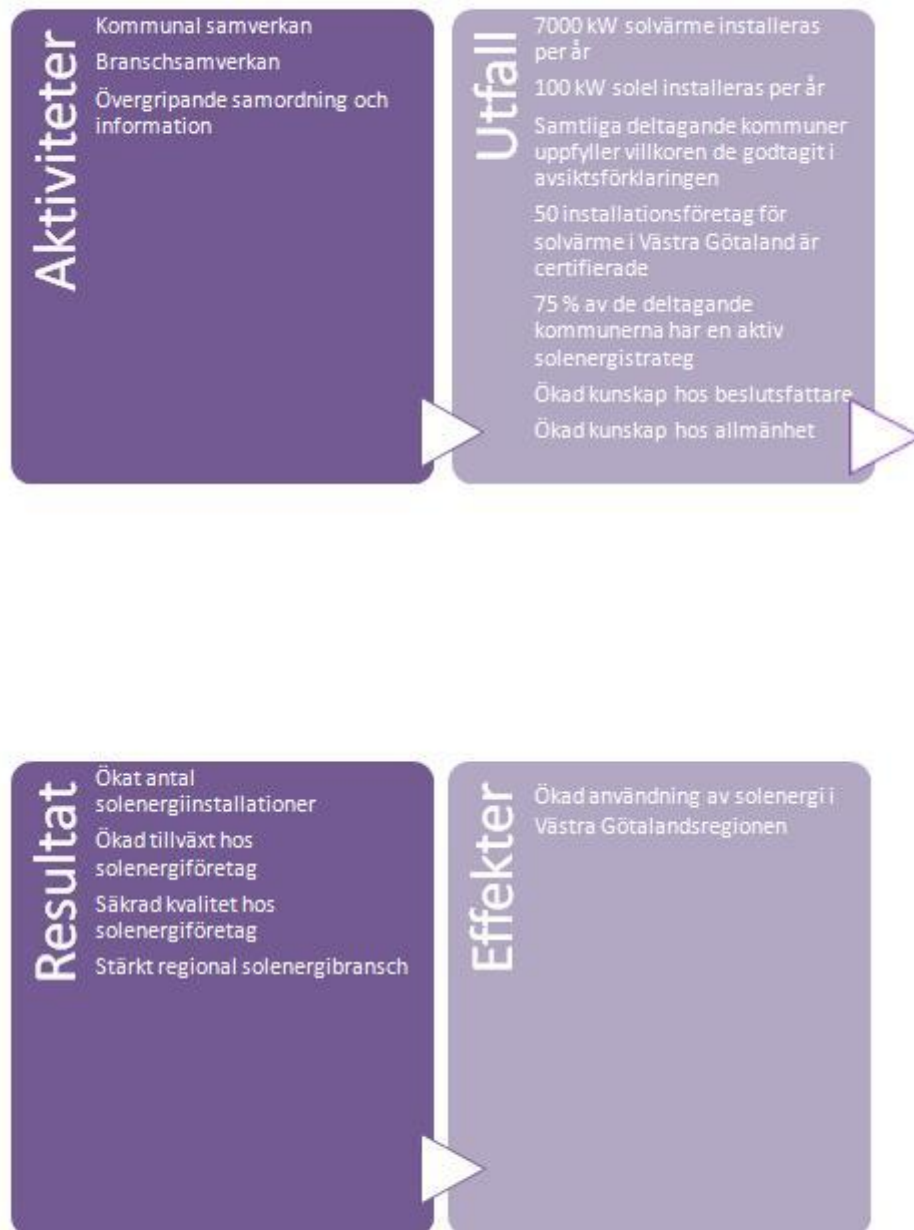 Aktiviteter
Kommunal samverkan
Branschsamverkan
Övergripande samordning och
information
Utfall
7000 kW solvärme installeras
per år
100 kW solel installeras per år
Samtliga deltagande kommuner
uppfyller villkoren de godtagit i
avsiktsförklaringen
50 installationsföretag för
solvärme i Västra Götaland är
certifierade
75 % av de deltagande
kommunerna har en aktiv
solenergistrateg
Ökad kunskap hos beslutsfattare
Ökad kunskap hos allmänhet
Resultat
Ökat antal
solenergiinstallationer
Ökad tillväxt hos
solenergiföretag
Säkrad kvalitet hos
solenergiföretag
Stärkt regional solenergibransch
Effekter
Ökad användning av solenergi i
Västra Götalandsregionen